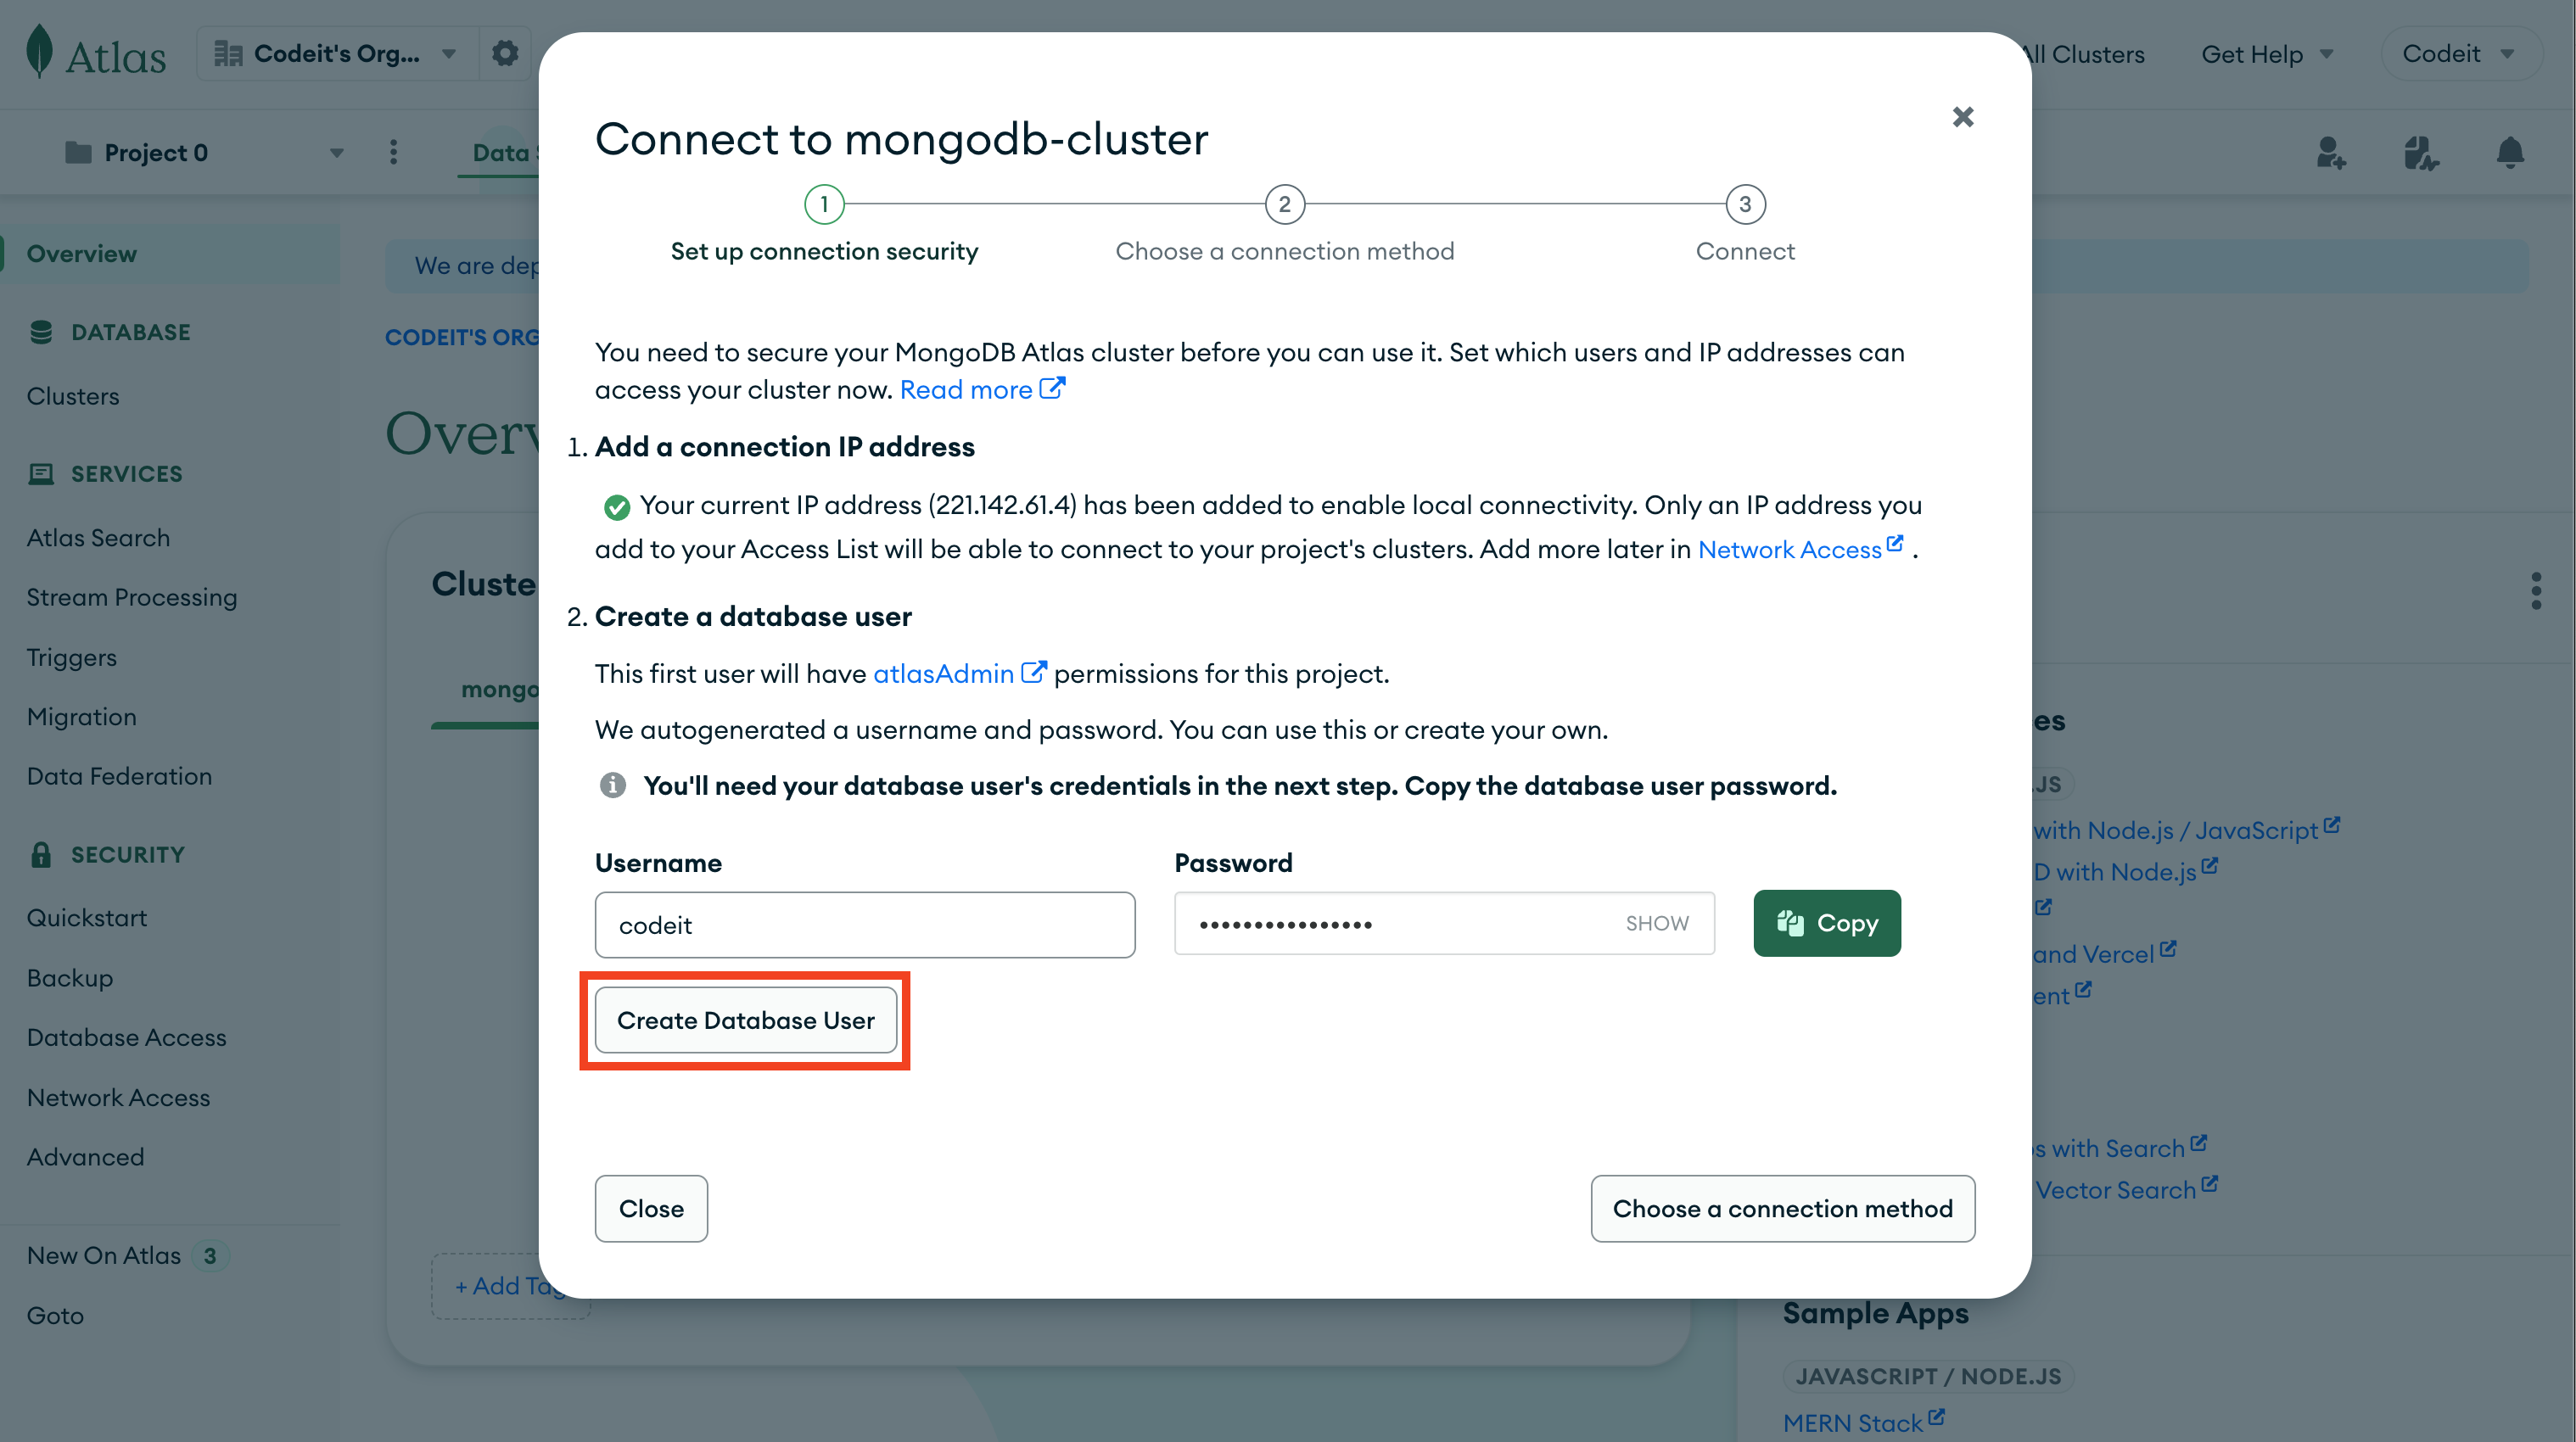 Atlas
Codeit's Org...
All Clusters
Get Help
Codeit
Project 0
Data
Overview
DATABASE
Clusters
SERVICES
Atlas Search
Stream Processing
Triggers
Migration
Data Federation
SECURITY
Quickstart
Backup
Database Access
Network Access
Advanced
New On Atlas 3
Goto
We are dep
CODEIT'S ORG
Overv
Cluste
mongo
+ Add Tag
Connect to mongodb-cluster
1
2
3
Set up connection security
Choose a connection method
Connect
You need to secure your MongoDB Atlas cluster before you can use it. Set which users and IP addresses can
access your cluster now. Read more
1. Add a connection IP address
Your current IP address (221.142.61.4) has been added to enable local connectivity. Only an IP address you
add to your Access List will be able to connect to your project's clusters. Add more later in Network Access .
2. Create a database user
This first user will have atlasAdmin permissions for this project.
We autogenerated a username and password. You can use this or create your own.
You'll need your database user's credentials in the next step. Copy the database user password.
Username
Password
codeit
••••••••••••••••
SHOW
Copy
Create Database User
Close
Choose a connection method
es
.JS
with Node.js / JavaScript
D with Node.js
and Vercel
ent
s with Search
Vector Search
Sample Apps
JAVASCRIPT / NODE.JS
MERN Stack